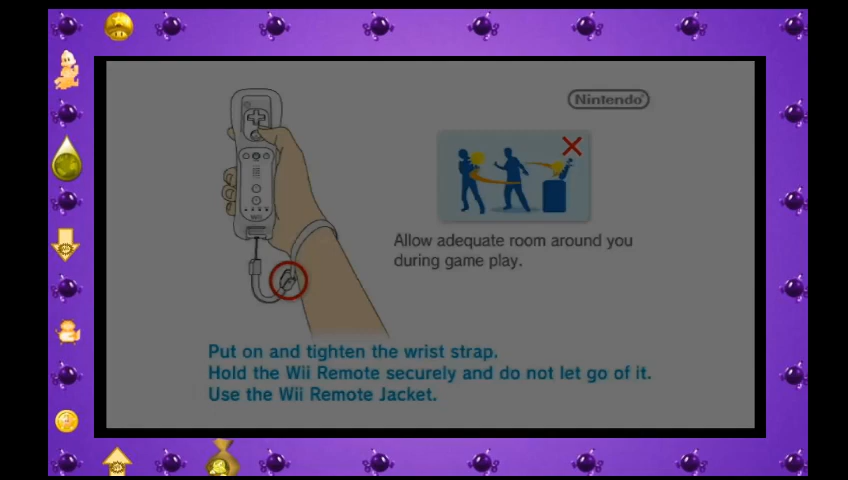 Nintendo
Allow adequate room around you
during game play.
Put on and tighten the wrist strap.
Hold the Wii Remote securely and do not let go of it.
Use the Wii Remote Jacket.